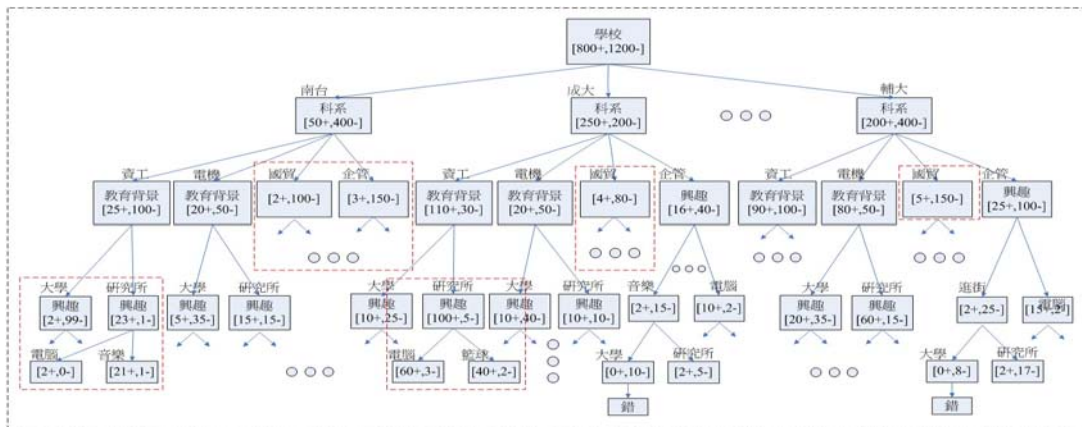 學校
[800+,1200-]
南台
成大
輔大
科系
[50+,400-]
科系
[250+,200-]
科系
[200+,400-]
資工
電機
國貿
企管
資工
電機
國貿
企管
資工
電機
國貿
企管
教育背景
[25+,100-]
教育背景
[20+,50-]
[2+,100-]
[3+,150-]
教育背景
[110+,30-]
教育背景
[20+,50-]
[4+,80-]
興趣
[16+,40-]
教育背景
[90+,100-]
教育背景
[80+,50-]
[5+,150-]
興趣
[25+,100-]
大學
研究所
大學
研究所
大學
研究所
大學
研究所
音樂
電腦
大學
研究所
逛街
電腦
興趣
[2+,99-]
興趣
[23+,1-]
興趣
[5+,35-]
興趣
[15+,15-]
興趣
[10+,25-]
興趣
[100+,5-]
興趣
[10+,40-]
興趣
[10+,10-]
[2+,15-]
[10+,2-]
興趣
[20+,35-]
興趣
[60+,15-]
[2+,25-]
[15+,2-]
電腦
音樂
電腦
籃球
大學
研究所
大學
研究所
[2+,0-]
[21+,1-]
[60+,3-]
[40+,2-]
[0+,10-]
[2+,5-]
[0+,8-]
[2+,17-]
錯
錯